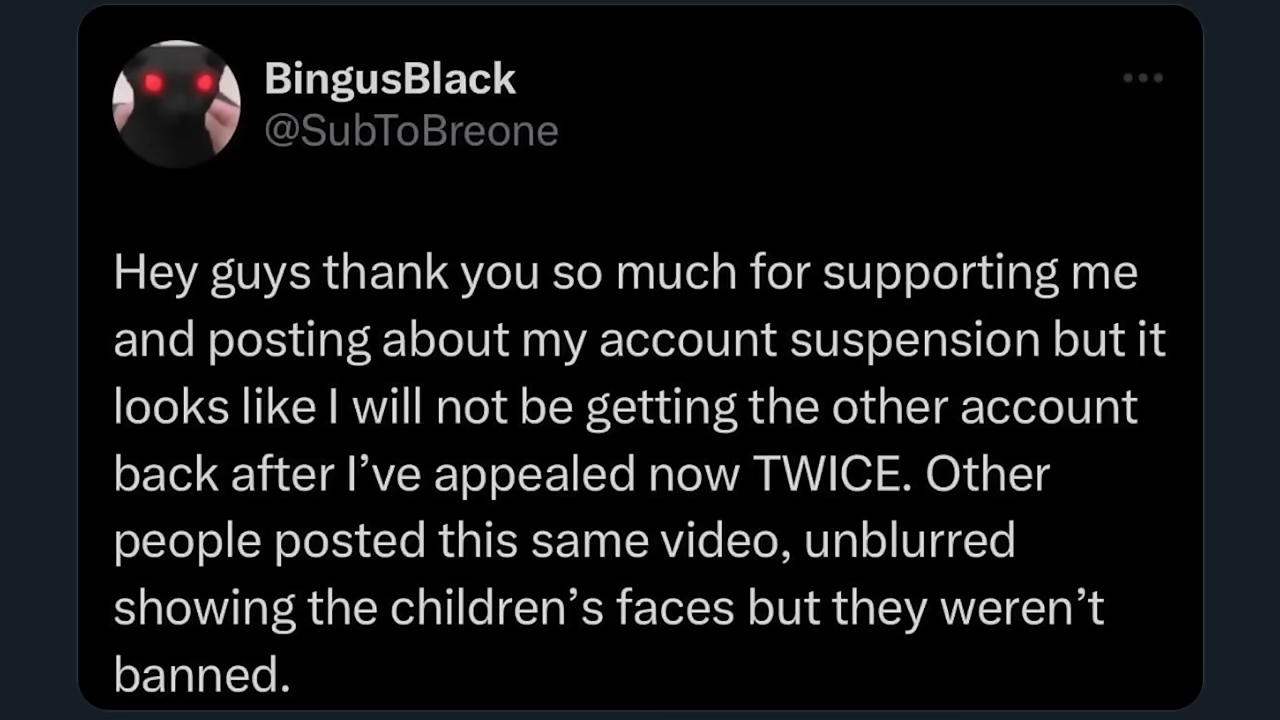 BingusBlack
@SubToBreone
Hey guys thank you so much for supporting me
and posting about my account suspension but it
looks like I will not be getting the other account
back after I’ve appealed now TWICE. Other
people posted this same video, unblurred
showing the children’s faces but they weren’t
banned.